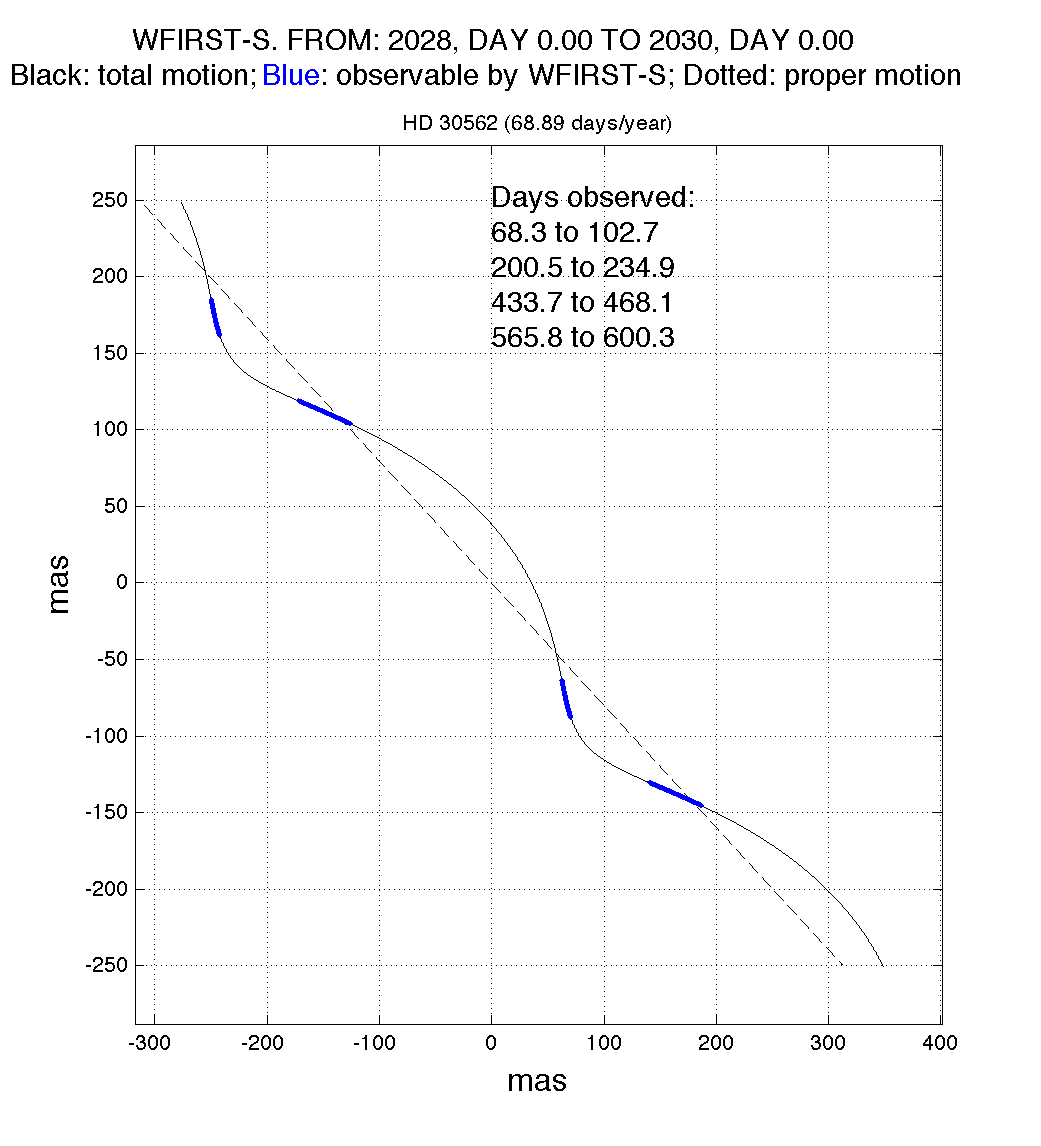 WFIRST-S. FROM: 2028, DAY 0.00 TO 2030, DAY 0.00
Black: total motion; Blue: observable by WFIRST-S; Dotted: proper motion
HD 30562 (68.89 days/year)
Days observed:
68.3 to 102.7
200.5 to 234.9
433.7 to 468.1
565.8 to 600.3
250
200
150
100
50
0
-50
-100
-150
-200
-250
mas
-300
-200
-100
0
100
200
300
400
mas